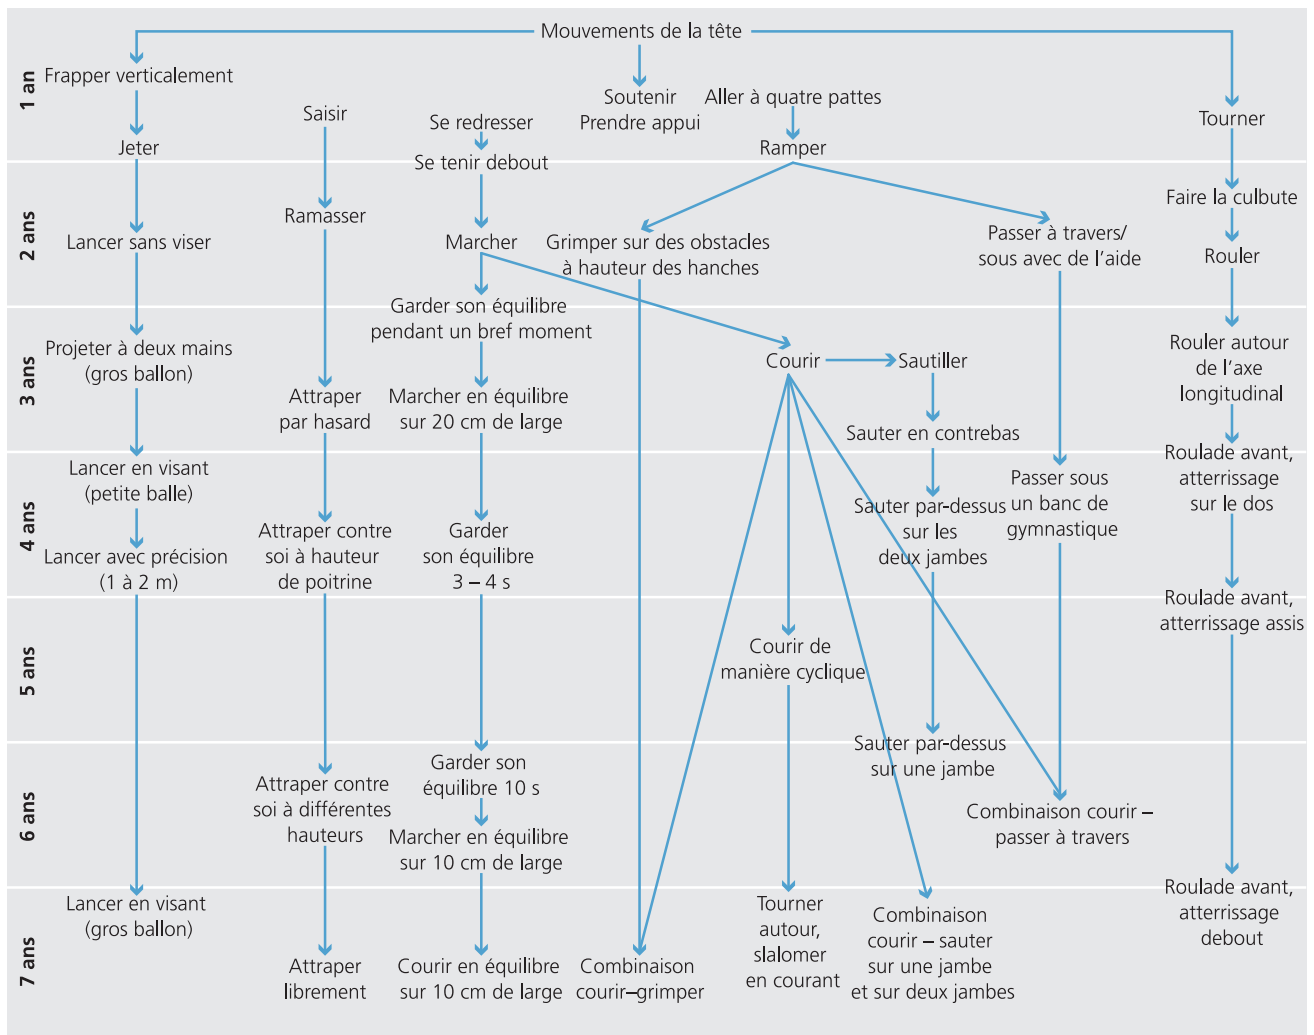 Mouvements de la tête
1 an
Frapper verticalement
Soutenir
Prendre appui
Aller à quatre pattes
Saisir
Se redresser
Tourner
Jeter
Ramper
Se tenir debout
2 ans
Faire la culbute
Ramasser
Lancer sans viser
Marcher
Grimper sur des obstacles
à hauteur des hanches
Passer à travers/
sous avec de l’aide
Rouler
3 ans
Garder son équilibre
pendant un bref moment
Projeter à deux mains
(gros ballon)
Courir
Sautiller
Rouler autour
de l’axe
longitudinal
Attraper
par hasard
Marcher en équilibre
sur 20 cm de large
Sauter en contrebas
4 ans
Lancer en visant
(petite balle)
Roulade avant,
atterrissage
sur le dos
Passer sous
un banc de
gymnastique
Sauter par-dessus
sur les
deux jambes
Attraper contre
soi à hauteur
de poitrine
Garder
son équilibre
3 – 4 s
Lancer avec précision
(1 à 2 m)
5 ans
Roulade avant,
atterrissage assis
Courir de
manière cyclique
6 ans
Sauter par-dessus
sur une jambe
Garder son
équilibre 10 s
Attraper contre
soi à différentes
hauteurs
Combinaison courir –
passer à travers
Marcher en équilibre
sur 10 cm de large
7 ans
Lancer en visant
(gros ballon)
Roulade avant,
atterrissage
debout
Tourner
autour,
slalomer
en courant
Combinaison
courir – sauter
sur une jambe
et sur deux jambes
Attraper
librement
Courir en équilibre
sur 10 cm de large
Combinaison
courir–grimper